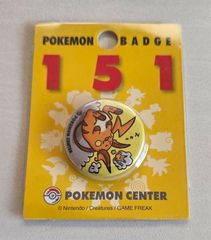 POKEMON BADGE
151
POKEMON CENTER
© Nintendo / Creatures / GAME FREAK